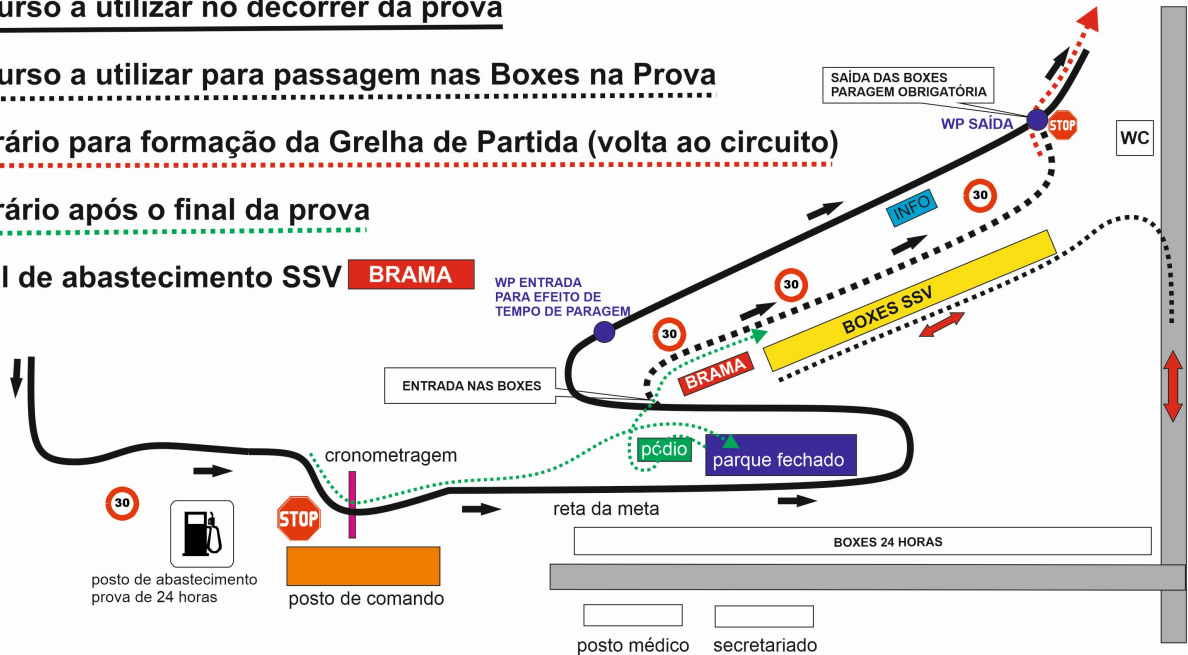 urso a utilizar no decorrer da prova
urso a utilizar para passagem nas Boxes na Prova
rário para formação da Grelha de Partida (volta ao circuito)
rário após o final da prova
l de abastecimento SSV BRAMA
SAÍDA DAS BOXES
PARAGEM OBRIGATÓRIA
WP SAÍDA
STOP
WC
INFO
30
30
30
WP ENTRADA
PARA EFEITO DE
TEMPO DE PARAGEM
BOXES SSV
BRAMA
ENTRADA NAS BOXES
pódio
parque fechado
cronometragem
30
STOP
reta da meta
BOXES 24 HORAS
posto de abastecimento
prova de 24 horas
posto de comando
posto médico
secretariado